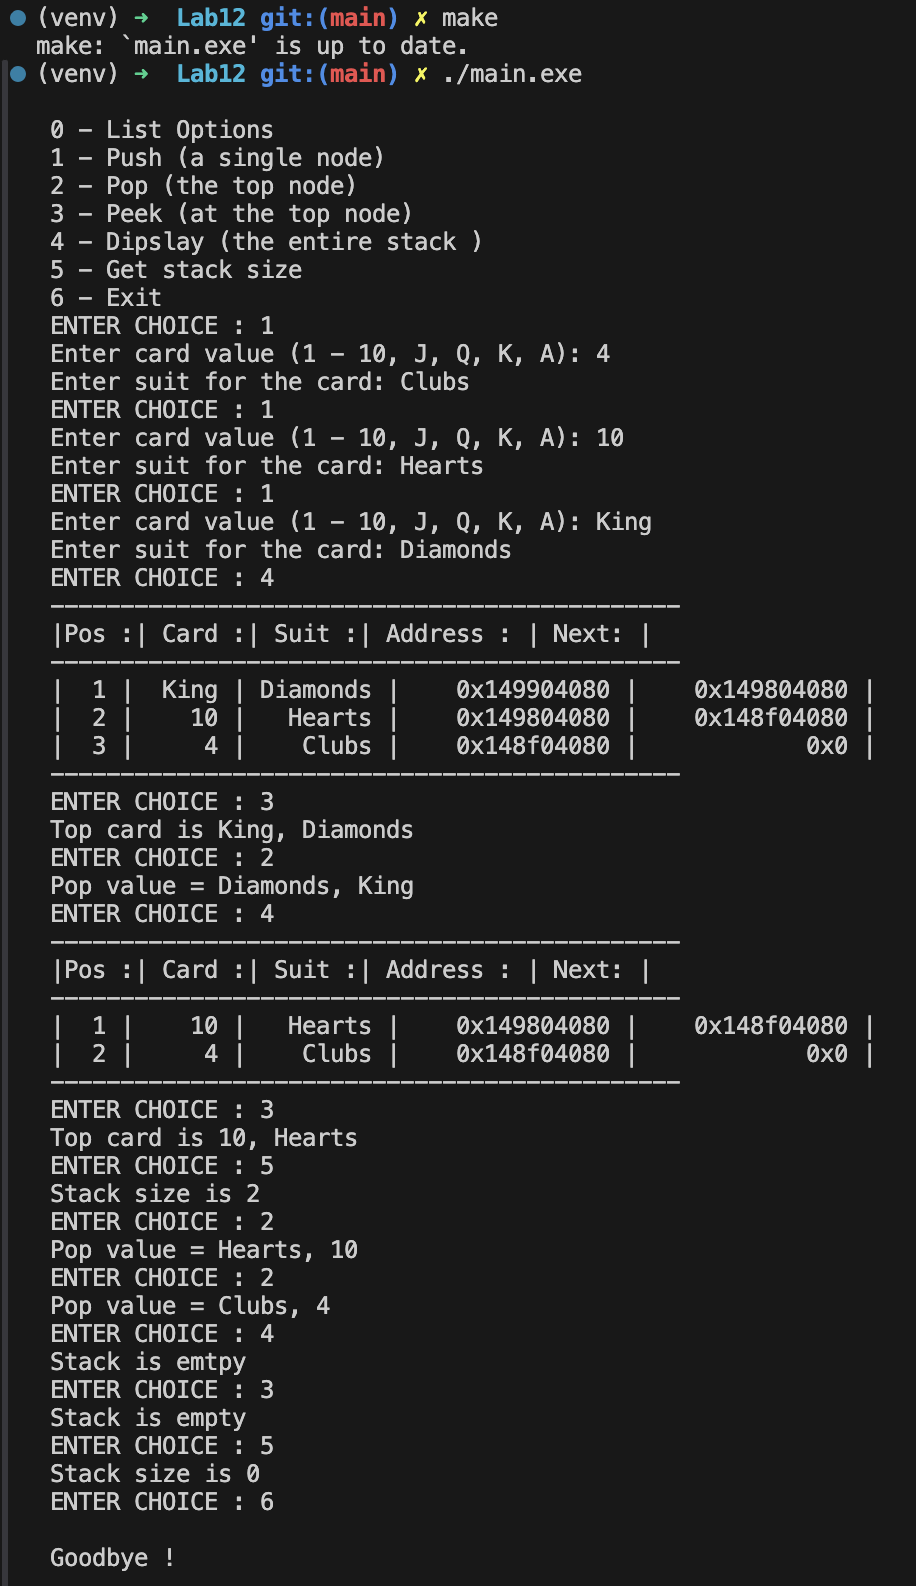 (venv) ➜  Lab12 git:(main) ✗ make
make: `main.exe' is up to date.
(venv) ➜  Lab12 git:(main) ✗ ./main.exe

0 – List Options
1 – Push (a single node)
2 – Pop (the top node)
3 – Peek (at the top node)
4 – Dipslay (the entire stack )
5 – Get stack size
6 – Exit
ENTER CHOICE : 1
Enter card value (1 – 10, J, Q, K, A): 4
Enter suit for the card: Clubs
ENTER CHOICE : 1
Enter card value (1 – 10, J, Q, K, A): 10
Enter suit for the card: Hearts
ENTER CHOICE : 1
Enter card value (1 – 10, J, Q, K, A): King
Enter suit for the card: Diamonds
ENTER CHOICE : 4
---------------------------------------------
|Pos :| Card :| Suit :| Address : | Next: |
---------------------------------------------
|  1 |  King | Diamonds |    0x149904080 |    0x149804080 |
|  2 |    10 |   Hearts |    0x149804080 |    0x148f04080 |
|  3 |     4 |    Clubs |    0x148f04080 |            0x0 |
---------------------------------------------
ENTER CHOICE : 3
Top card is King, Diamonds
ENTER CHOICE : 2
Pop value = Diamonds, King
ENTER CHOICE : 4
---------------------------------------------
|Pos :| Card :| Suit :| Address : | Next: |
---------------------------------------------
|  1 |    10 |   Hearts |    0x149804080 |    0x148f04080 |
|  2 |     4 |    Clubs |    0x148f04080 |            0x0 |
---------------------------------------------
ENTER CHOICE : 3
Top card is 10, Hearts
ENTER CHOICE : 5
Stack size is 2
ENTER CHOICE : 2
Pop value = Hearts, 10
ENTER CHOICE : 2
Pop value = Clubs, 4
ENTER CHOICE : 4
Stack is emtpy
ENTER CHOICE : 3
Stack is empty
ENTER CHOICE : 5
Stack size is 0
ENTER CHOICE : 6

Goodbye !